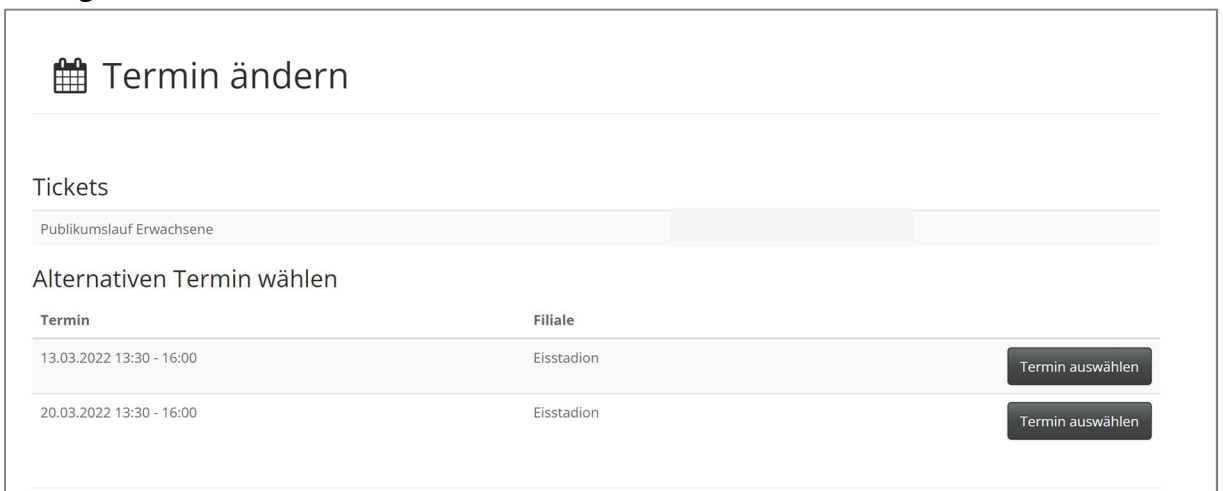 Termin ändern
Tickets
Publikumslauf Erwachsene
Alternativen Termin wählen
Termin Filiale
13.03.2022 13:30 - 16:00 Eisstadion Termin auswählen
20.03.2022 13:30 - 16:00 Eisstadion Termin auswählen